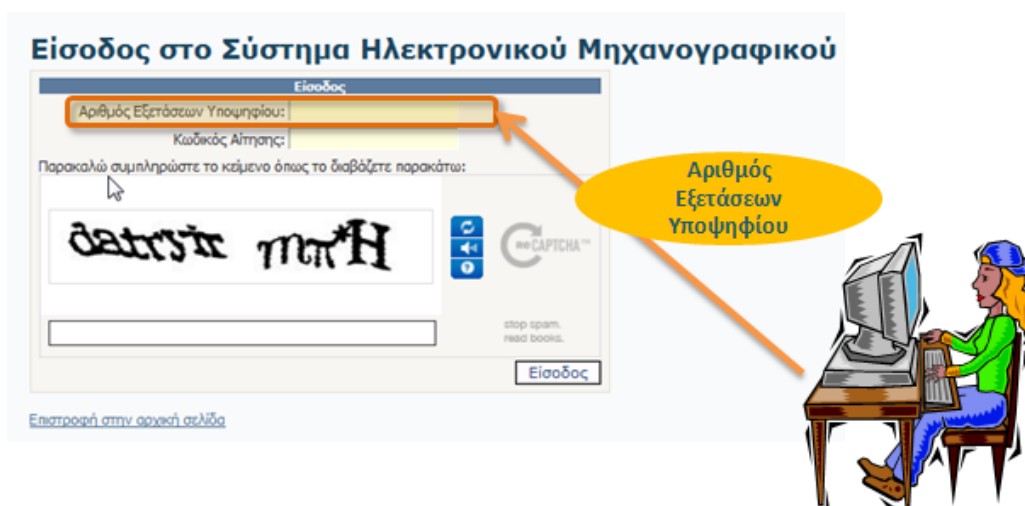 Είσοδος στο Σύστημα Ηλεκτρονικού Μηχανογραφικού
Είσοδος
Αριθμός Εξετάσεων Υποψηφίου:
Κωδικός Αίτησης:
Παρακαλώ συμπληρώστε το κείμενο όπως το διαβάζετε παρακάτω:
reCAPTCHA™
stop spam.
read books.
Είσοδος
Επιστροφή στην αρχική σελίδα
Αριθμός
Εξετάσεων
Υποψηφίου